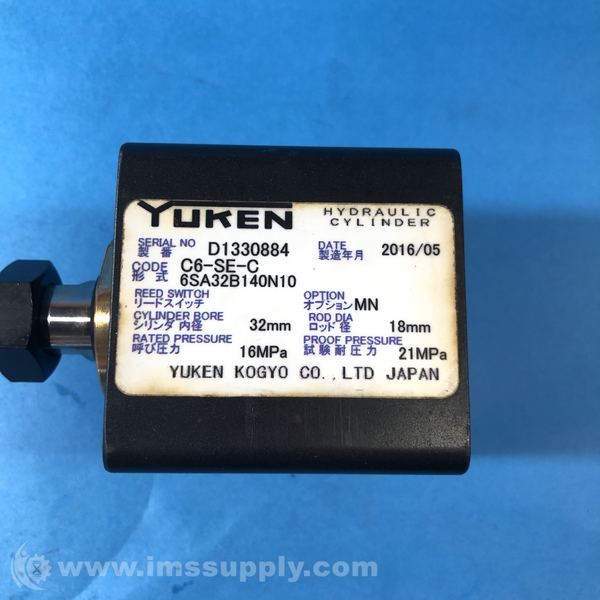 YUKEN HYDRAULIC CYLINDER
SERIAL NO D1330884 DATE 2016/05
製番 製造年月
CODE C6-SE-C
形式 6SA32B140N10
REED SWITCH OPTION
リードスイッチ オプション MN
CYLINDER BORE ROD DIA
シリンダ内径 32mm ロッド径 18mm
RATED PRESSURE PROOF PRESSURE
呼び圧力 16MPa 試験耐圧力 21MPa
YUKEN KOGYO CO.,LTD JAPAN
www.imssupply.com